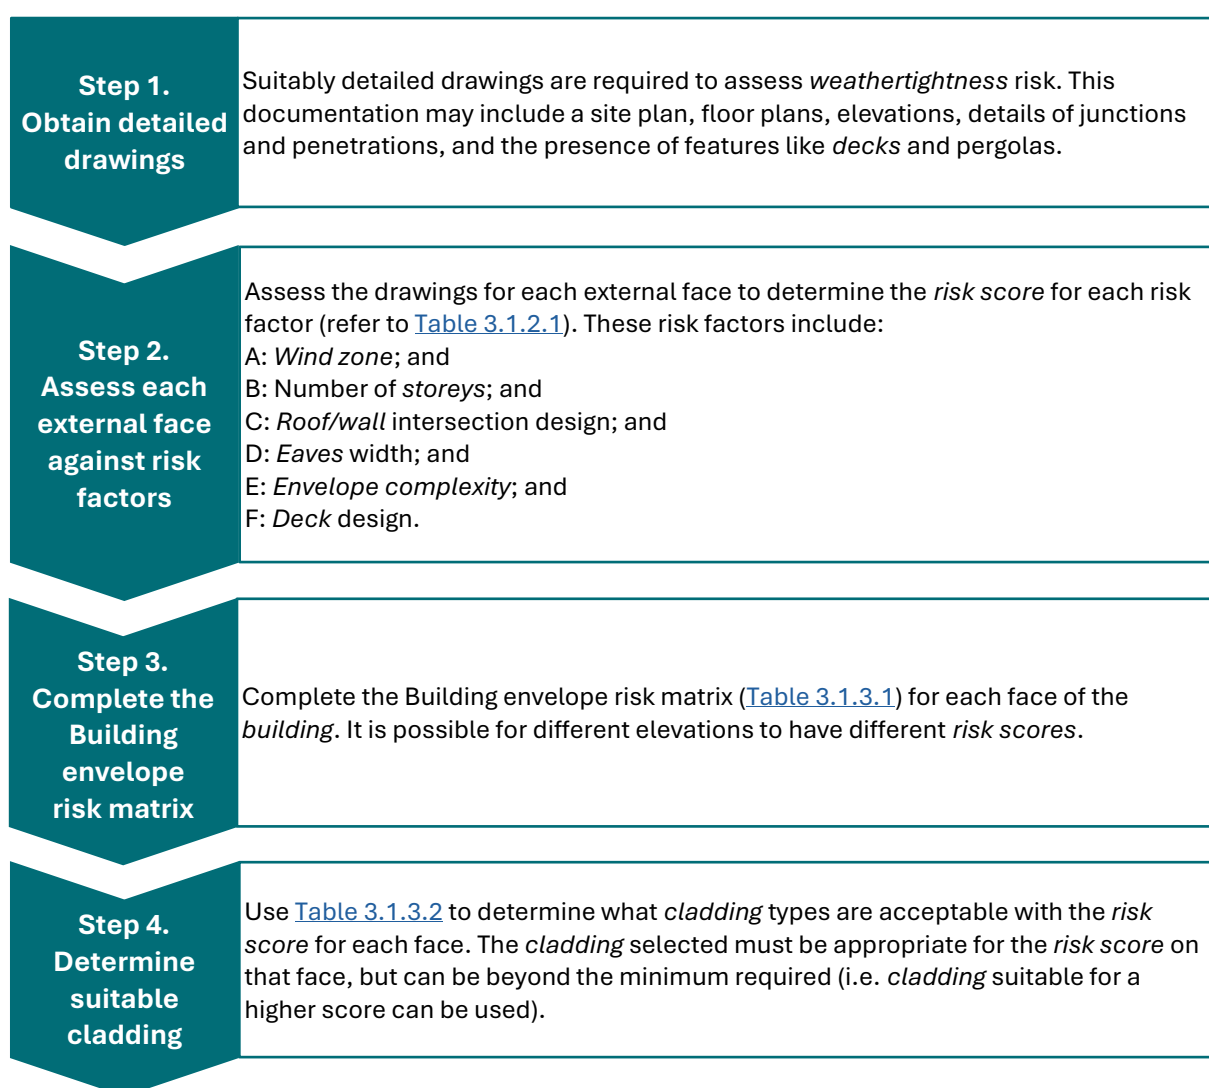 Step 1.
Obtain detailed
drawings
Suitably detailed drawings are required to assess weathertightness risk. This
documentation may include a site plan, floor plans, elevations, details of junctions
and penetrations, and the presence of features like decks and pergolas.
Step 2.
Assess each
external face
against risk
factors
Assess the drawings for each external face to determine the risk score for each risk
factor (refer to Table 3.1.2.1). These risk factors include:
A: Wind zone; and
B: Number of storeys; and
C: Roof/wall intersection design; and
D: Eaves width; and
E: Envelope complexity; and
F: Deck design.
Step 3.
Complete the
Building
envelope
risk matrix
Complete the Building envelope risk matrix (Table 3.1.3.1) for each face of the
building. It is possible for different elevations to have different risk scores.
Step 4.
Determine
suitable
cladding
Use Table 3.1.3.2 to determine what cladding types are acceptable with the risk
score for each face. The cladding selected must be appropriate for the risk score on
that face, but can be beyond the minimum required (i.e. cladding suitable for a
higher score can be used).